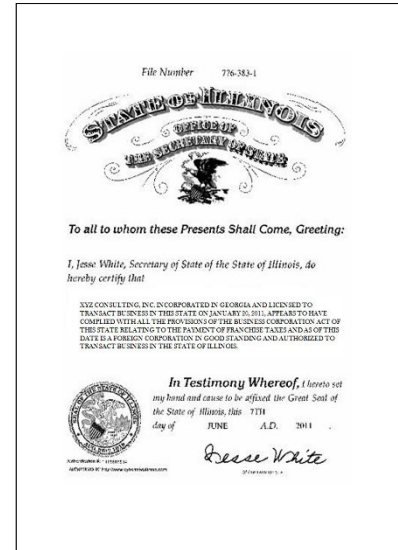 File Number 776-383-1
STATE OF ILLINOIS
OFFICE OF
THE SECRETARY OF STATE
To all to whom these Presents Shall Come, Greeting:
I, Jesse White, Secretary of State of the State of Illinois, do
hereby certify that
XYZ CONSULTING, INC. INCORPORATED IN GEORGIA AND LICENSED TO
TRANSACT BUSINESS IN THIS STATE ON JANUARY 20, 2011, APPEARS TO HAVE
COMPLIED WITH ALL THE PROVISIONS OF THE BUSINESS CORPORATION ACT OF
THIS STATE RELATING TO THE PAYMENT OF FRANCHISE TAXES AND AS OF THIS
DATE IS A FOREIGN CORPORATION IN GOOD STANDING AND AUTHORIZED TO
TRANSACT BUSINESS IN THE STATE OF ILLINOIS.
In Testimony Whereof, I hereto set
my hand and cause to be affixed the Great Seal of
the State of Illinois, this 7TH
day of JUNE A.D. 2011 .
SEAL OF THE STATE OF ILLINOIS
Jesse White